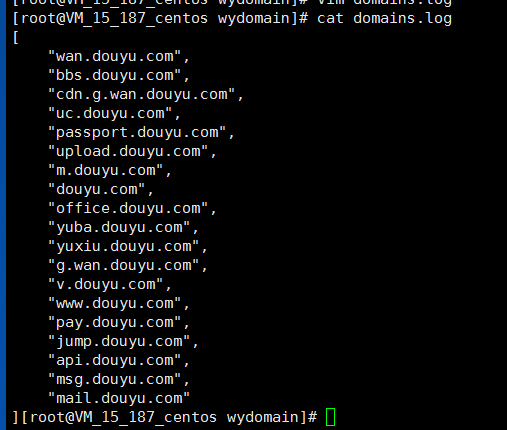 [root@VM_15_187_centos wydomain]# vim domains.log
[root@VM_15_187_centos wydomain]# cat domains.log
[
    "wan.douyu.com",
    "bbs.douyu.com",
    "cdn.g.wan.douyu.com",
    "uc.douyu.com",
    "passport.douyu.com",
    "upload.douyu.com",
    "m.douyu.com",
    "douyu.com",
    "office.douyu.com",
    "yuba.douyu.com",
    "yuxiu.douyu.com",
    "g.wan.douyu.com",
    "v.douyu.com",
    "www.douyu.com",
    "pay.douyu.com",
    "jump.douyu.com",
    "api.douyu.com",
    "msg.douyu.com",
    "mail.douyu.com"
][root@VM_15_187_centos wydomain]#